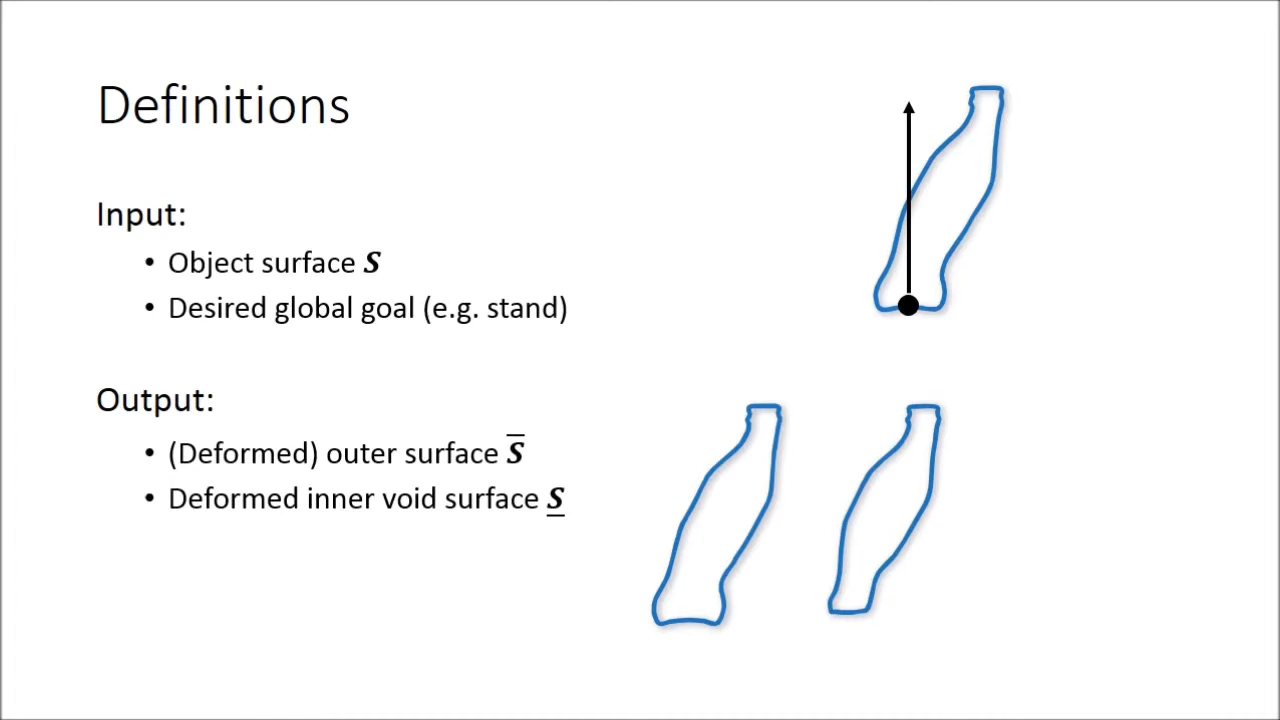 Definitions
Input:
• Object surface S
• Desired global goal (e.g. stand)
Output:
• (Deformed) outer surface S̅
• Deformed inner void surface S̲